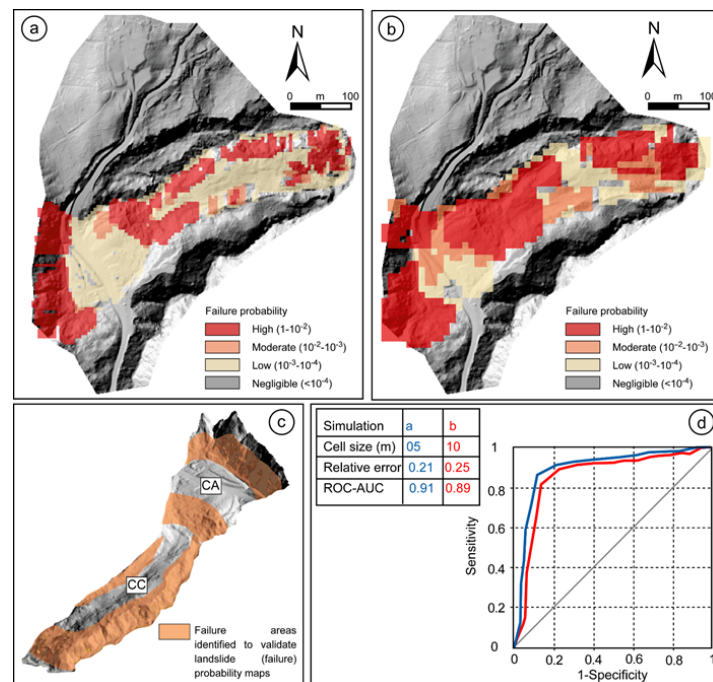 a
N
0 m 100
Failure probability
High (1-10⁻²)
Moderate (10⁻²-10⁻³)
Low (10⁻³-10⁻⁴)
Negligible (<10⁻⁴)
b
N
0 m 100
Failure probability
High (1-10⁻²)
Moderate (10⁻²-10⁻³)
Low (10⁻³-10⁻⁴)
Negligible (<10⁻⁴)
c
CA
CC
Failure areas
identified to validate
landslide (failure)
probability maps
d
Simulation a b
Cell size (m) 05 10
Relative error 0.21 0.25
ROC-AUC 0.91 0.89
Sensitivity
1
0.8
0.6
0.4
0.2
0 0.2 0.4 0.6 0.8 1
1-Specificity